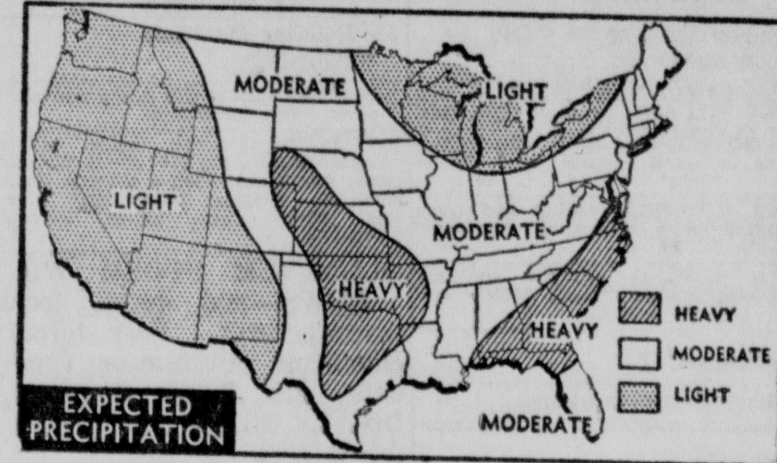 MODERATE
LIGHT
LIGHT
MODERATE
HEAVY
HEAVY
HEAVY
MODERATE
LIGHT
MODERATE
EXPECTED
PRECIPITATION